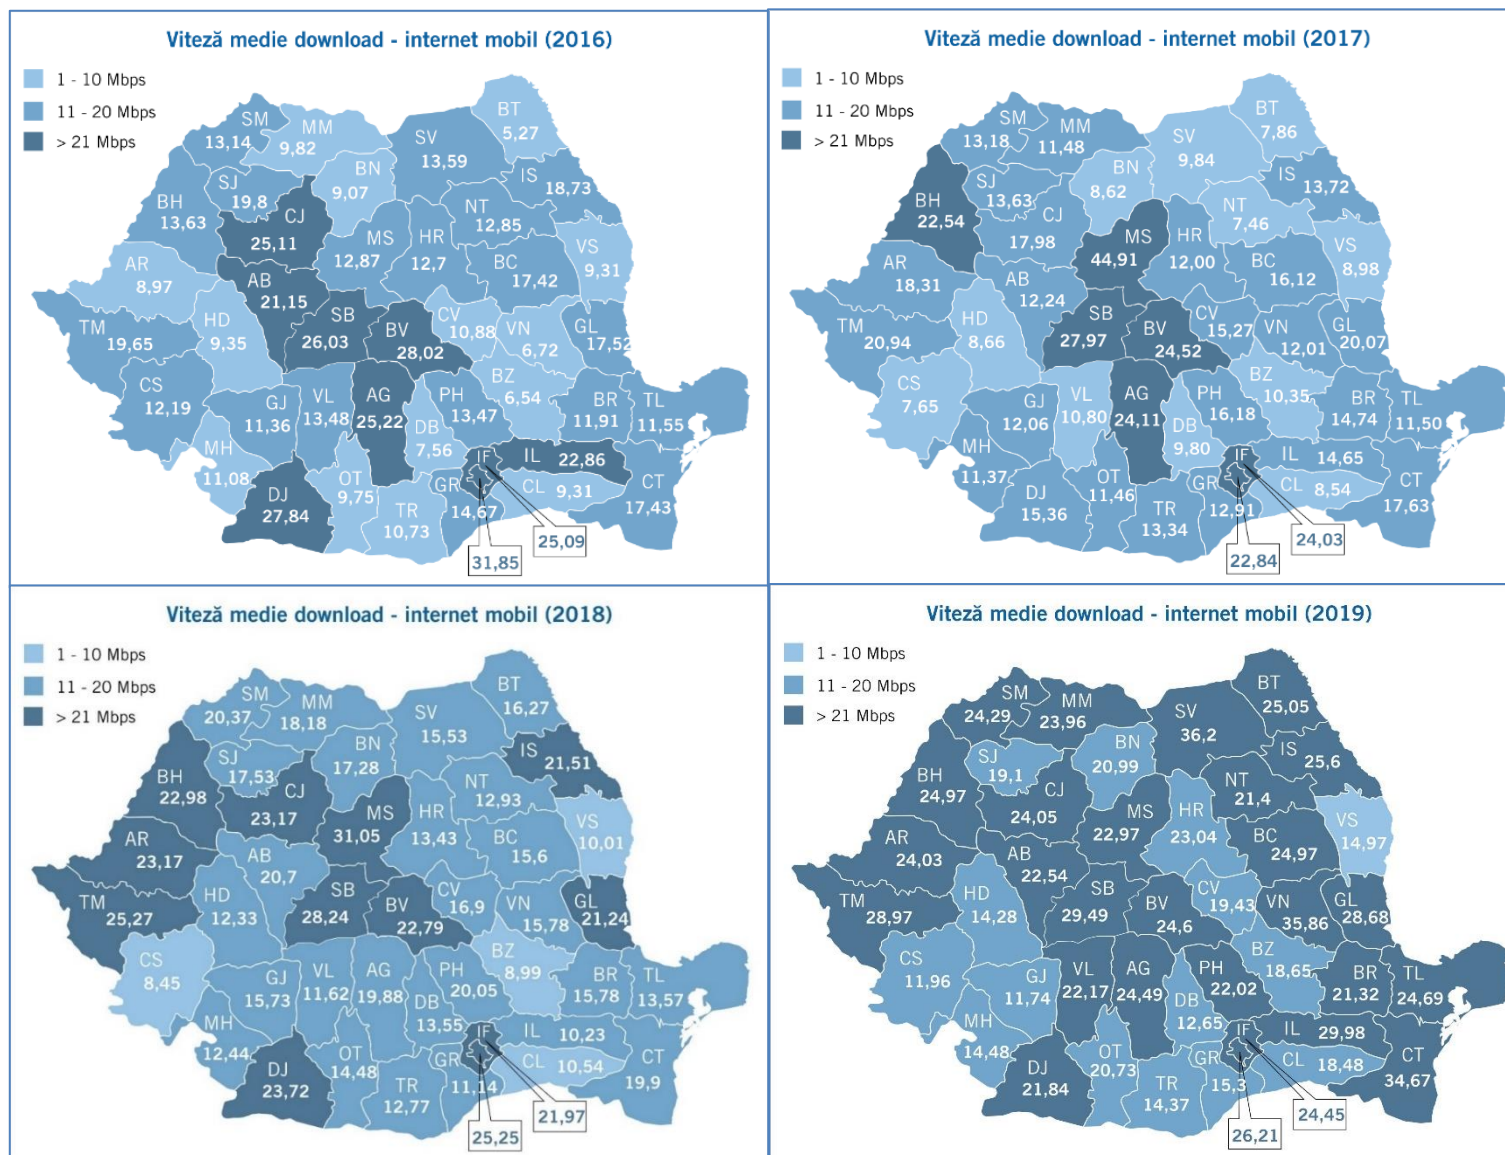 Viteză medie download - internet mobil (2016)
1 - 10 Mbps
11 - 20 Mbps
> 21 Mbps
BT
5,27
SM
13,14
MM
9,82
SV
13,59
BN
9,07
IS
18,73
SJ
19,8
BH
13,63
CJ
25,11
NT
12,85
MS
12,87
HR
12,7
VS
9,31
AR
8,97
AB
21,15
BC
17,42
TM
19,65
HD
9,35
SB
26,03
BV
28,02
CV
10,88
VN
6,72
GL
17,52
CS
12,19
GJ
11,36
VL
13,48
AG
25,22
PH
13,47
BZ
6,54
BR
11,91
TL
11,55
DB
7,56
MH
11,08
IF
IL 22,86
DJ
27,84
OT
9,75
TR
10,73
GR
14,67
CL 9,31
CT
17,43
25,09
31,85
Viteză medie download - internet mobil (2017)
1 - 10 Mbps
11 - 20 Mbps
> 21 Mbps
BT
7,86
SM
13,18
MM
11,48
SV
9,84
BN
8,62
IS
13,72
SJ
13,63
BH
22,54
CJ
17,98
NT
7,46
MS
44,91
HR
12,00
VS
8,98
AR
18,31
AB
12,24
BC
16,12
TM
20,94
HD
8,66
SB
27,97
BV
24,52
CV
15,27
VN
12,01
GL
20,07
CS
7,65
GJ
12,06
VL
10,80
AG
24,11
PH
16,18
BZ
10,35
BR
14,74
TL
11,50
DB
9,80
MH
11,37
IF
IL
14,65
DJ
15,36
OT
11,46
TR
13,34
GR
12,91
CL
8,54
CT
17,63
24,03
22,84
Viteză medie download - internet mobil (2018)
1 - 10 Mbps
11 - 20 Mbps
> 21 Mbps
BT
16,27
SM
20,37
MM
18,18
SV
15,53
BN
17,28
IS
21,51
SJ
17,53
BH
22,98
CJ
23,17
NT
12,93
MS
31,05
HR
13,43
VS
10,01
AR
23,17
AB
20,7
BC
15,6
TM
25,27
HD
12,33
SB
28,24
BV
22,79
CV
16,9
VN
15,78
GL
21,24
CS
8,45
GJ
15,73
VL
11,62
AG
19,88
PH
20,05
BZ
8,99
BR
15,78
TL
13,57
DB
13,55
MH
12,44
IF
IL 10,23
DJ
23,72
OT
14,48
TR
12,77
GR
11,14
CL 10,54
CT
19,9
21,97
25,25
Viteză medie download - internet mobil (2019)
1 - 10 Mbps
11 - 20 Mbps
> 21 Mbps
BT
25,05
SM
24,29
MM
23,96
SV
36,2
BN
20,99
IS
25,6
SJ
19,1
BH
24,97
CJ
24,05
NT
21,4
MS
22,97
HR
23,04
VS
14,97
AR
24,03
AB
22,54
BC
24,97
TM
28,97
HD
14,28
SB
29,49
BV
24,6
CV
19,43
VN
35,86
GL
28,68
CS
11,96
GJ
11,74
VL
22,17
AG
24,49
PH
22,02
BZ
18,65
BR
21,32
TL
24,69
DB
12,65
MH
14,48
IF
IL
29,98
DJ
21,84
OT
20,73
TR
14,37
GR
15,3
CL
18,48
CT
34,67
24,45
26,21